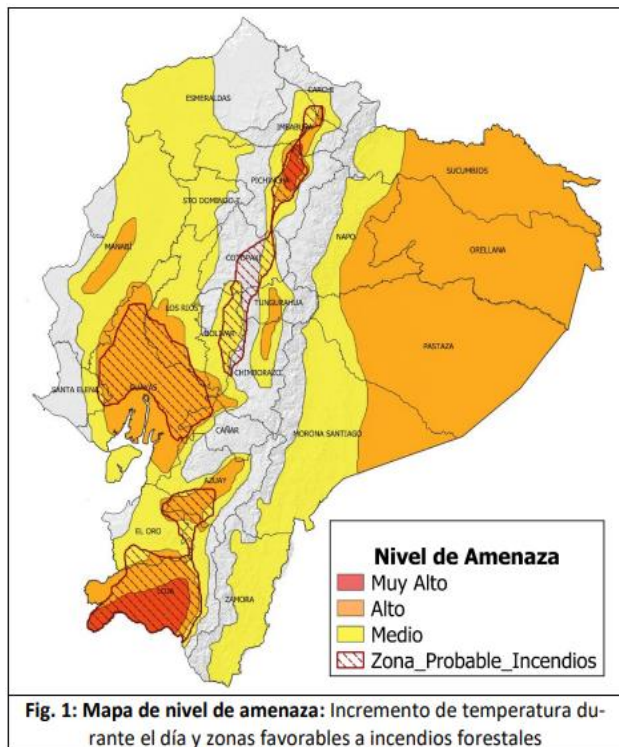 CARCHI
ESMERALDAS
IMBABURA
PICHINCHA
SUCUMBIOS
STO DOMINGO T.
NAPO
ORELLANA
COTOPAXI
MANABÍ
LOS RIOS
TUNGURAHUA
BOLIVAR
PASTAZA
CHIMBORAZO
SANTA ELENA
GUAYAS
CAÑAR
MORONA SANTIAGO
AZUAY
EL ORO
LOJA
ZAMORA
Nivel de Amenaza
Muy Alto
Alto
Medio
Zona_Probable_Incendios
Fig. 1: Mapa de nivel de amenaza: Incremento de temperatura du-
rante el día y zonas favorables a incendios forestales